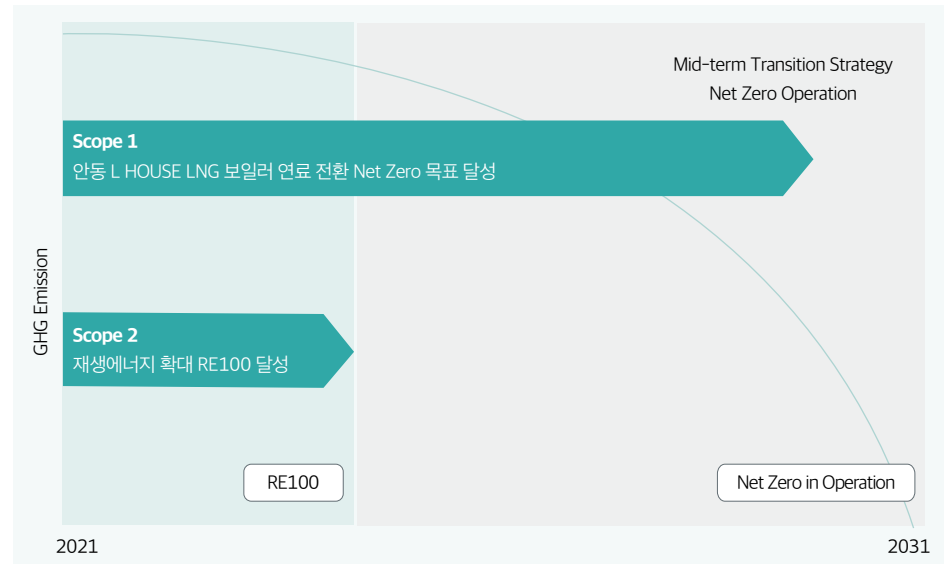 Mid-term Transition Strategy
Net Zero Operation
Scope 1
안동 L HOUSE LNG 보일러 연료 전환 Net Zero 목표 달성
GHG Emission
Scope 2
재생에너지 확대 RE100 달성
RE100
Net Zero in Operation
2021
2031